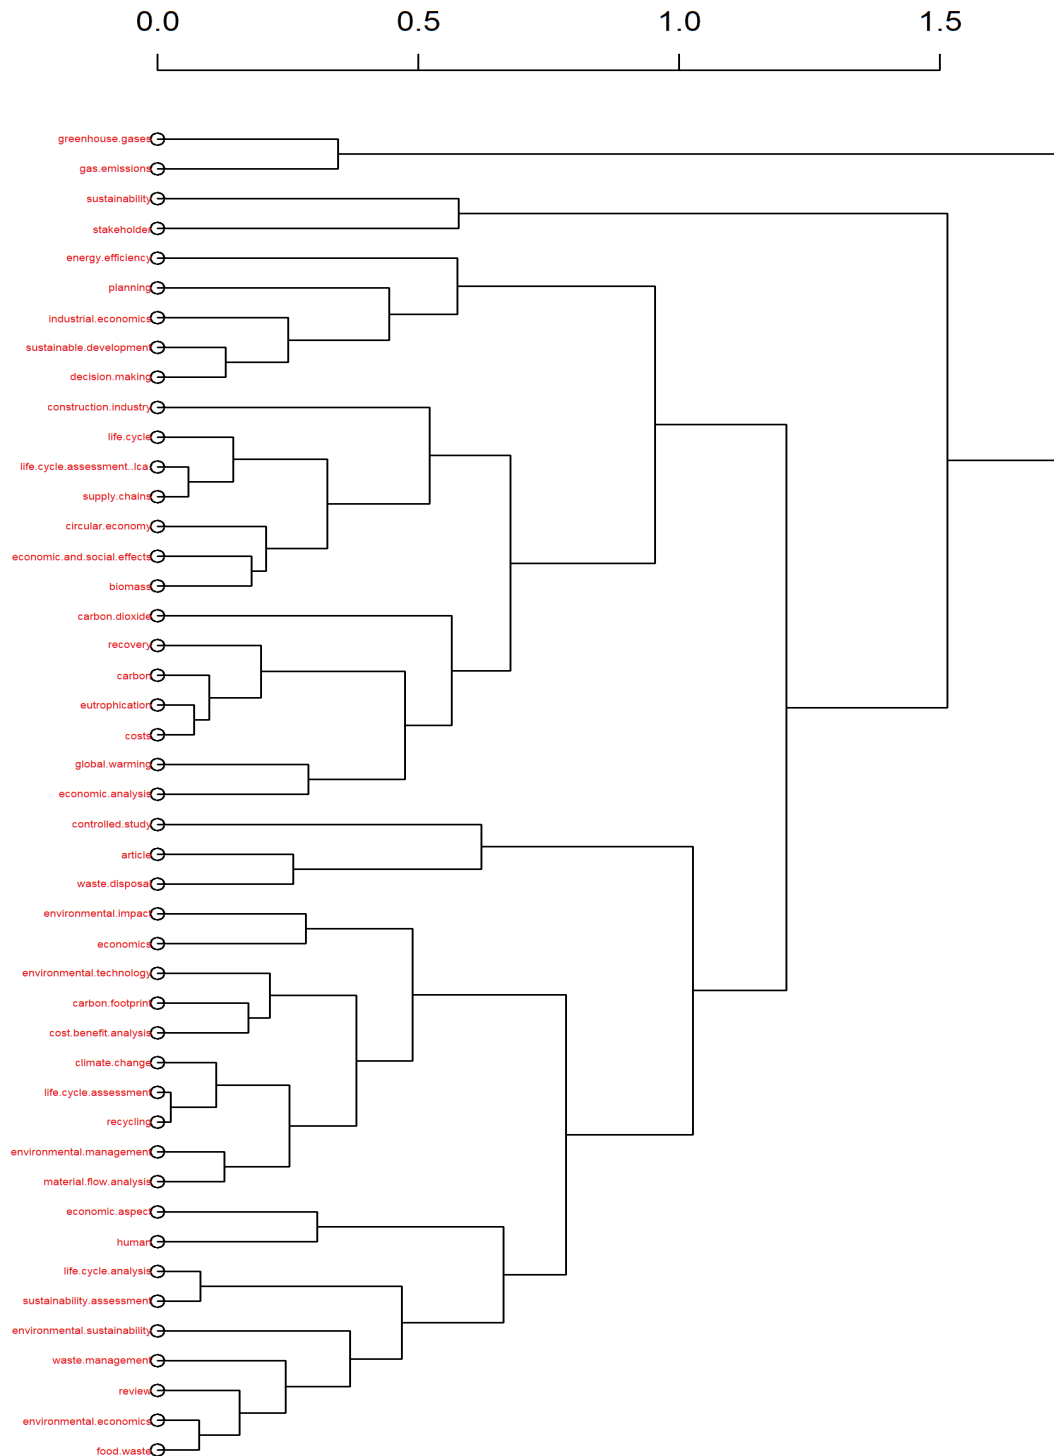 0.0 0.5 1.0 1.5
greenhouse.gases
gas.emissions
sustainability
stakeholder
energy.efficiency
planning
industrial.economics
sustainable.development
decision.making
construction.industry
life.cycle
life.cycle.assessment..lca.
supply.chains
circular.economy
economic.and.social.effects
biomass
carbon.dioxide
recovery
carbon
eutrophication
costs
global.warming
economic.analysis
controlled.study
article
waste.disposal
environmental.impact
economics
environmental.technology
carbon.footprint
cost.benefit.analysis
climate.change
life.cycle.assessment
recycling
environmental.management
material.flow.analysis
economic.aspect
human
life.cycle.analysis
sustainability.assessment
environmental.sustainability
waste.management
review
environmental.economics
food.waste